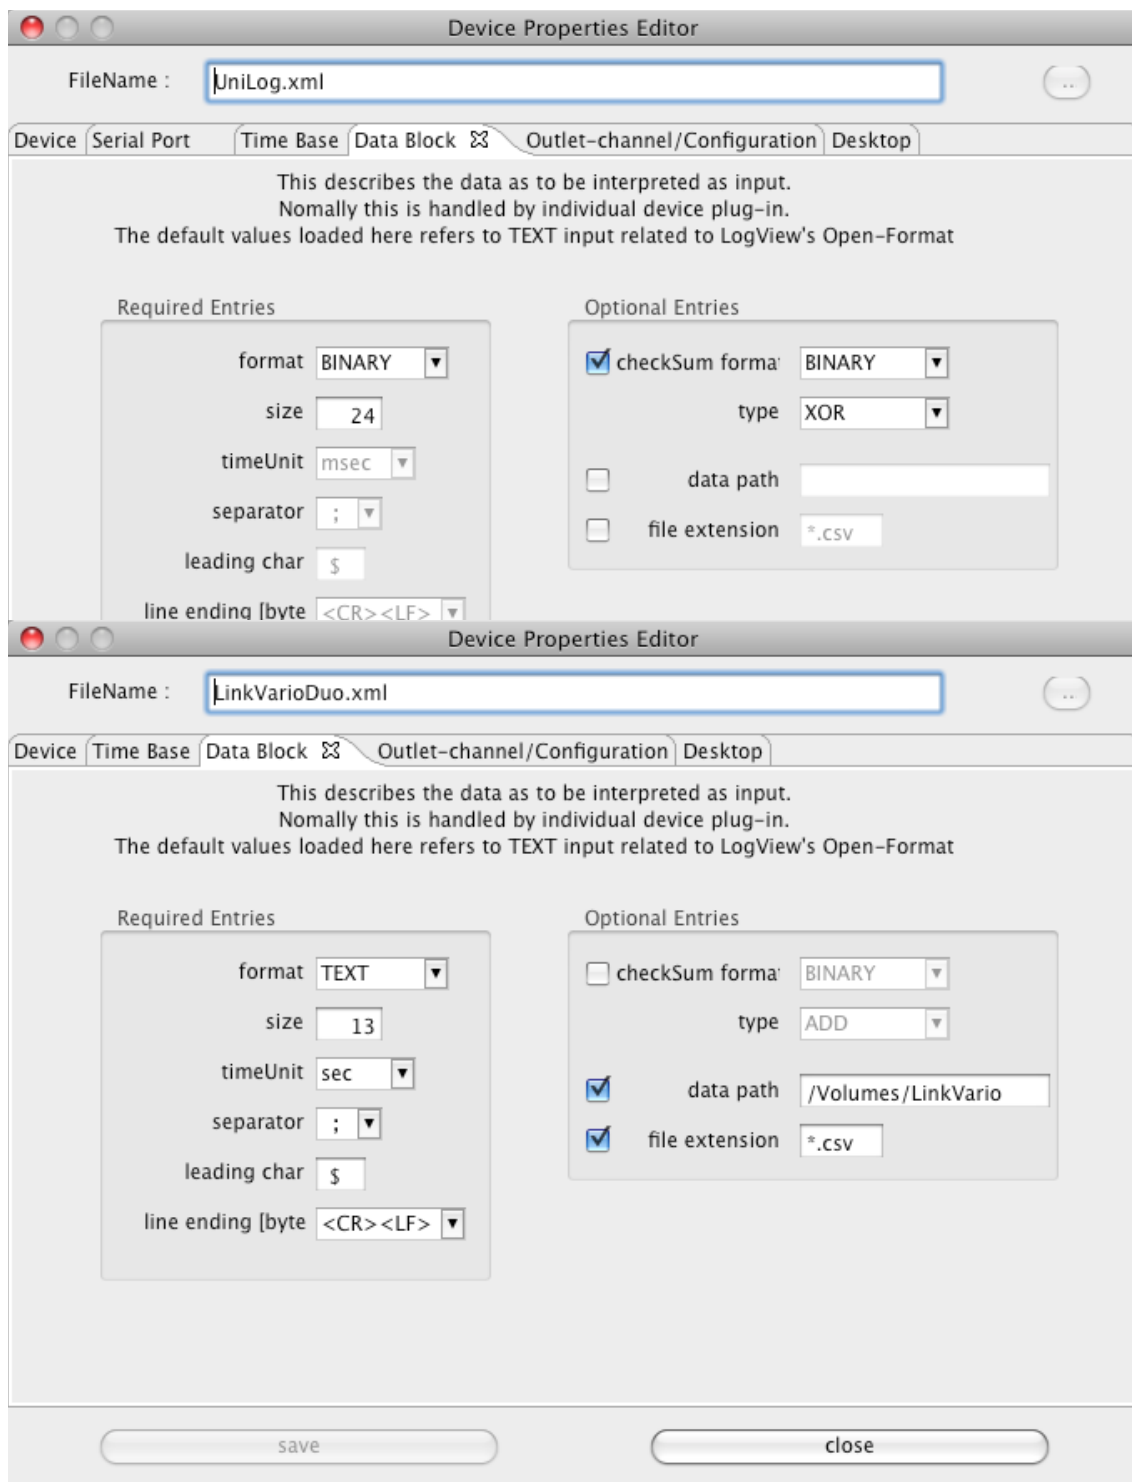 Device Properties Editor
FileName : UniLog.xml ..
Device Serial Port Time Base Data Block Outlet-channel/Configuration Desktop
This describes the data as to be interpreted as input.
Nomally this is handled by individual device plug-in.
The default values loaded here refers to TEXT input related to LogView's Open-Format
Required Entries Optional Entries
format BINARY checkSum forma BINARY
size 24 type XOR
timeUnit msec data path
separator ; file extension *.csv
leading char $
line ending [byte <CR><LF>
Device Properties Editor
FileName : LinkVarioDuo.xml ..
Device Time Base Data Block Outlet-channel/Configuration Desktop
This describes the data as to be interpreted as input.
Nomally this is handled by individual device plug-in.
The default values loaded here refers to TEXT input related to LogView's Open-Format
Required Entries Optional Entries
format TEXT checkSum forma BINARY
size 13 type ADD
timeUnit sec data path /Volumes/LinkVario
separator ; file extension *.csv
leading char $
line ending [byte <CR><LF>
save close